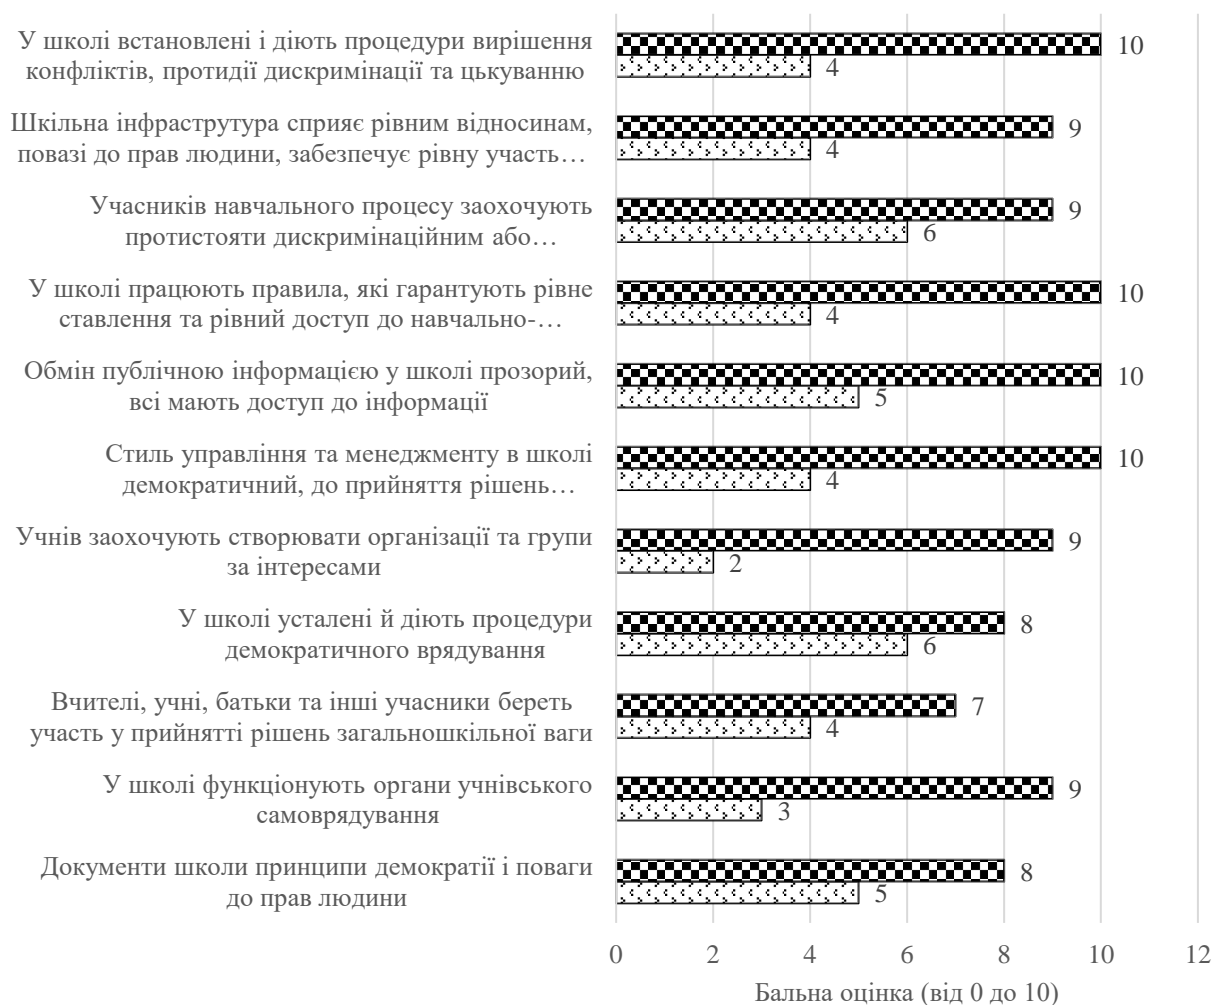 У школі встановлені і діють процедури вирішення
конфліктів, протидії дискримінації та цькуванню
10
4
Шкільна інфраструтура сприяє рівним відносинам,
повазі до прав людини, забезпечує рівну участь…
9
4
Учасників навчального процесу заохочують
протистояти дискримінаційним або…
9
6
У школі працюють правила, які гарантують рівне
ставлення та рівний доступ до навчально-…
10
4
Обмін публічною інформацією у школі прозорий,
всі мають доступ до інформації
10
5
Стиль управління та менеджменту в школі
демократичний, до прийняття рішень…
10
4
Учнів заохочують створювати організації та групи
за інтересами
9
2
У школі усталені й діють процедури
демократичного врядування
8
6
Вчителі, учні, батьки та інші учасники береть
участь у прийнятті рішень загальношкільної ваги
7
4
У школі функціонують органи учнівського
самоврядування
9
3
Документи школи принципи демократії і поваги
до прав людини
8
5
0 2 4 6 8 10 12
Бальна оцінка (від 0 до 10)